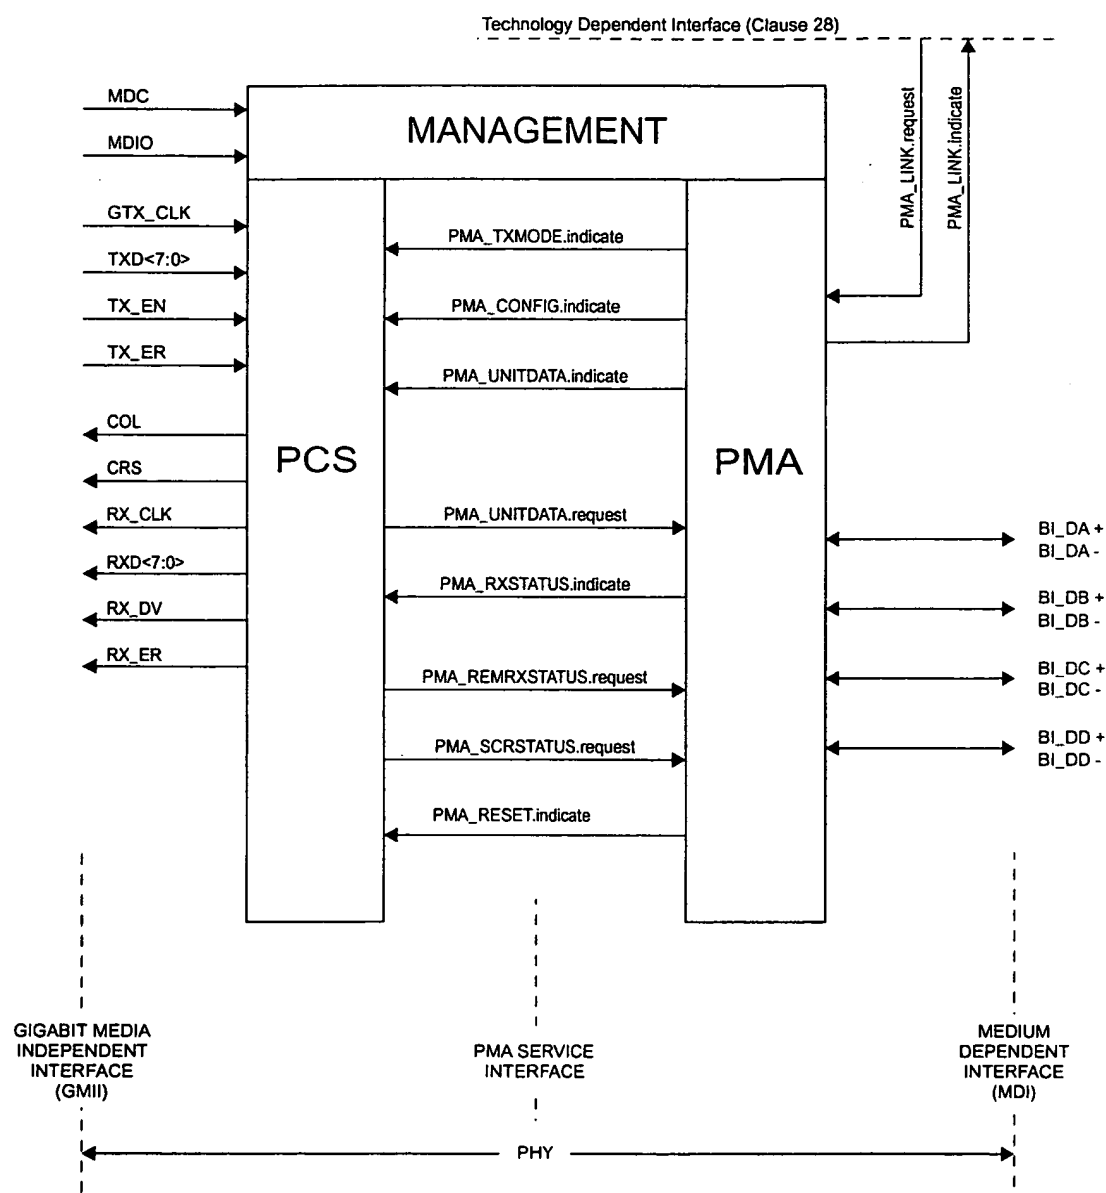 Technology Dependent Interface (Clause 28)
MDC
MANAGEMENT
MDIO
PMA_LINK.request
PMA_LINK.indicate
GTX_CLK
PMA_TXMODE.indicate
TXD<7:0>
TX_EN
PMA_CONFIG.indicate
TX_ER
PMA_UNITDATA.indicate
COL
PCS
PMA
CRS
RX_CLK
PMA_UNITDATA.request
BI_DA +
BI_DA -
RXD<7:0>
PMA_RXSTATUS.indicate
BI_DB +
BI_DB -
RX_DV
RX_ER
PMA_REMRXSTATUS.request
BI_DC +
BI_DC -
PMA_SCRSTATUS.request
BI_DD +
BI_DD -
PMA_RESET.indicate
GIGABIT MEDIA
INDEPENDENT
INTERFACE
(GMII)
PMA SERVICE
INTERFACE
MEDIUM
DEPENDENT
INTERFACE
(MDI)
PHY